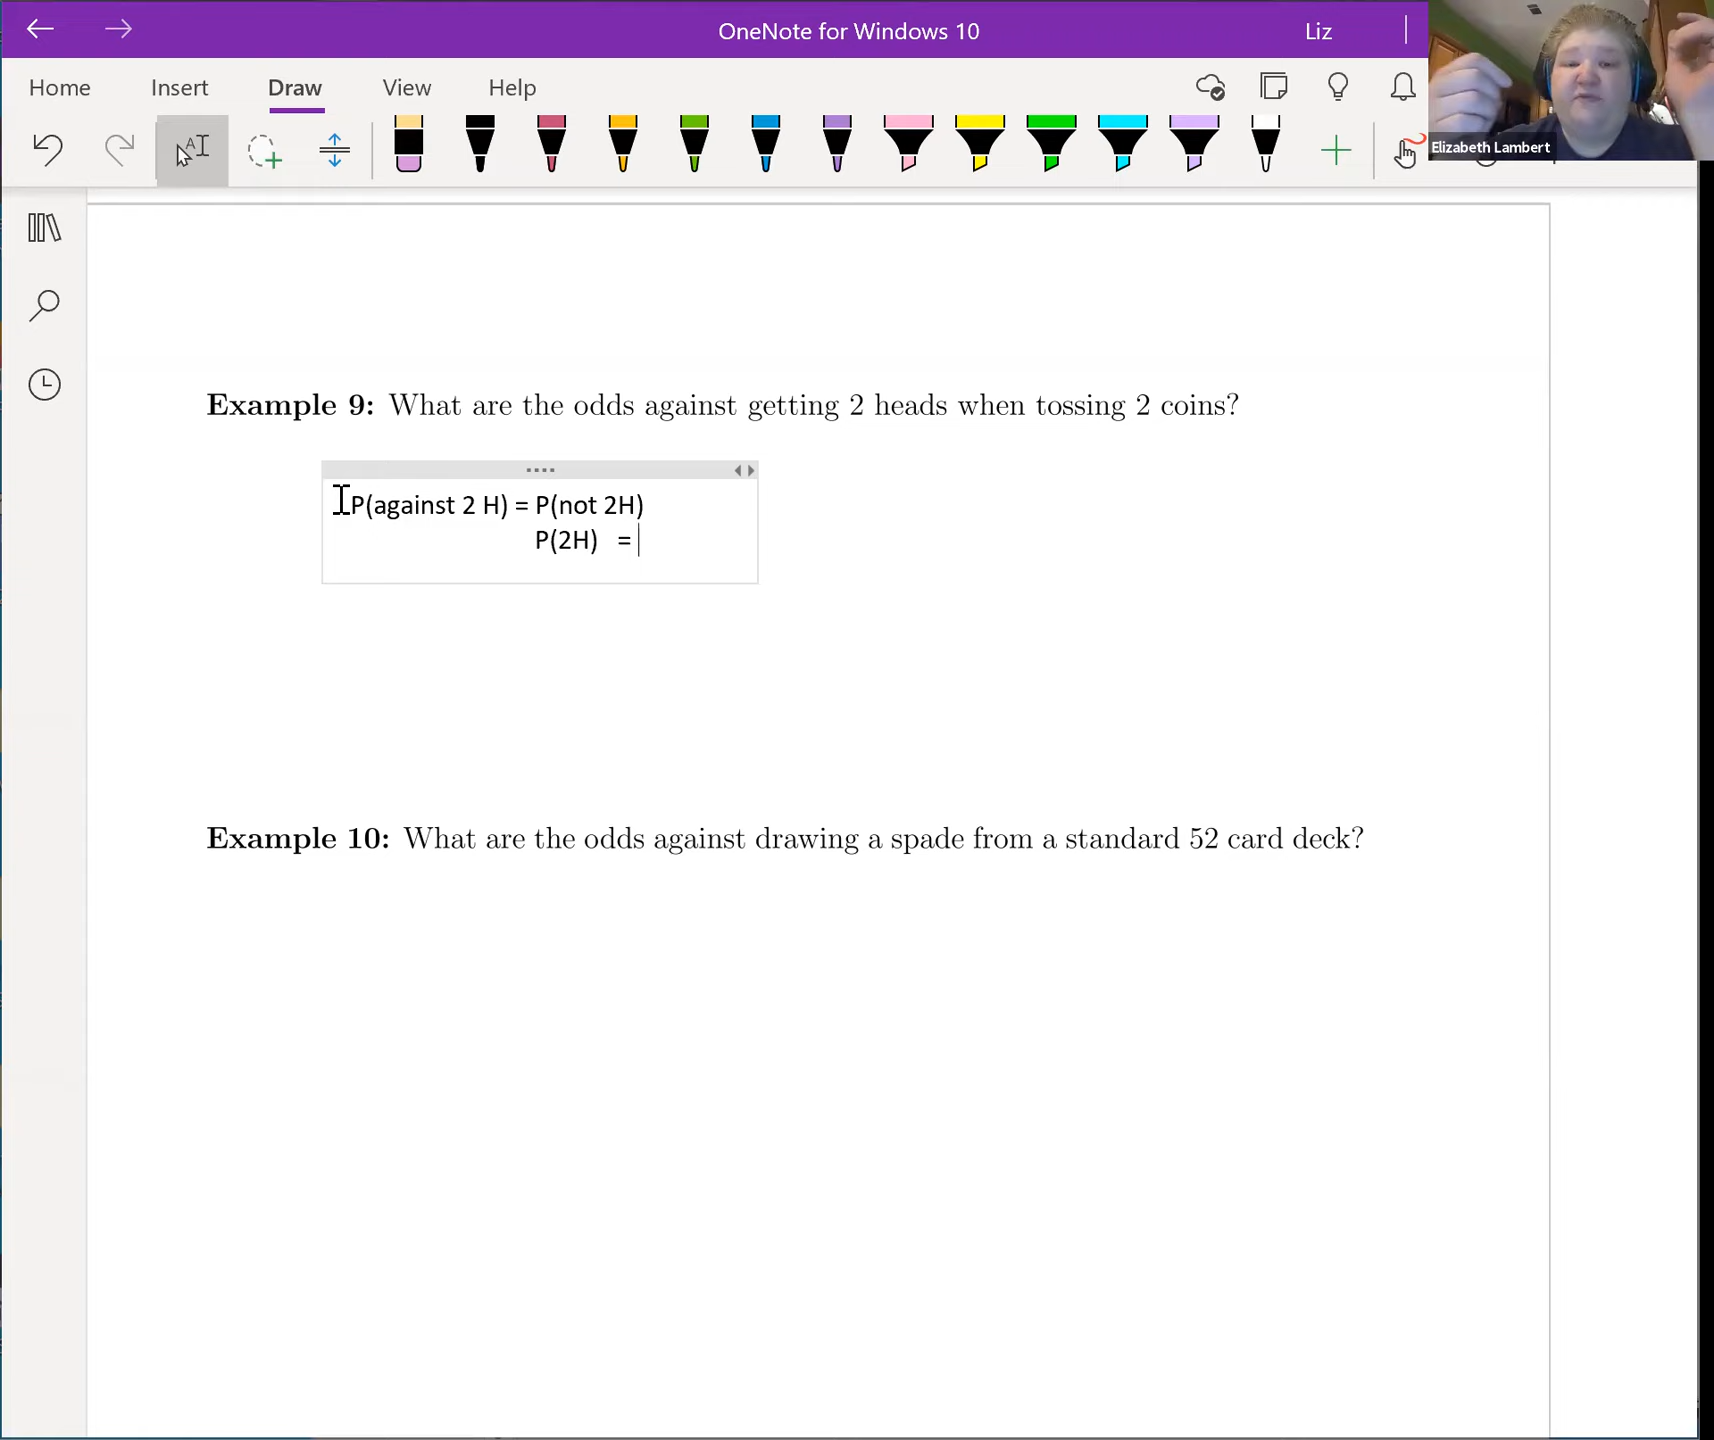 OneNote for Windows 10
Liz
Home Insert Draw View Help
Elizabeth Lambert
Example 9: What are the odds against getting 2 heads when tossing 2 coins?
P(against 2 H) = P(not 2H)
P(2H) =
Example 10: What are the odds against drawing a spade from a standard 52 card deck?